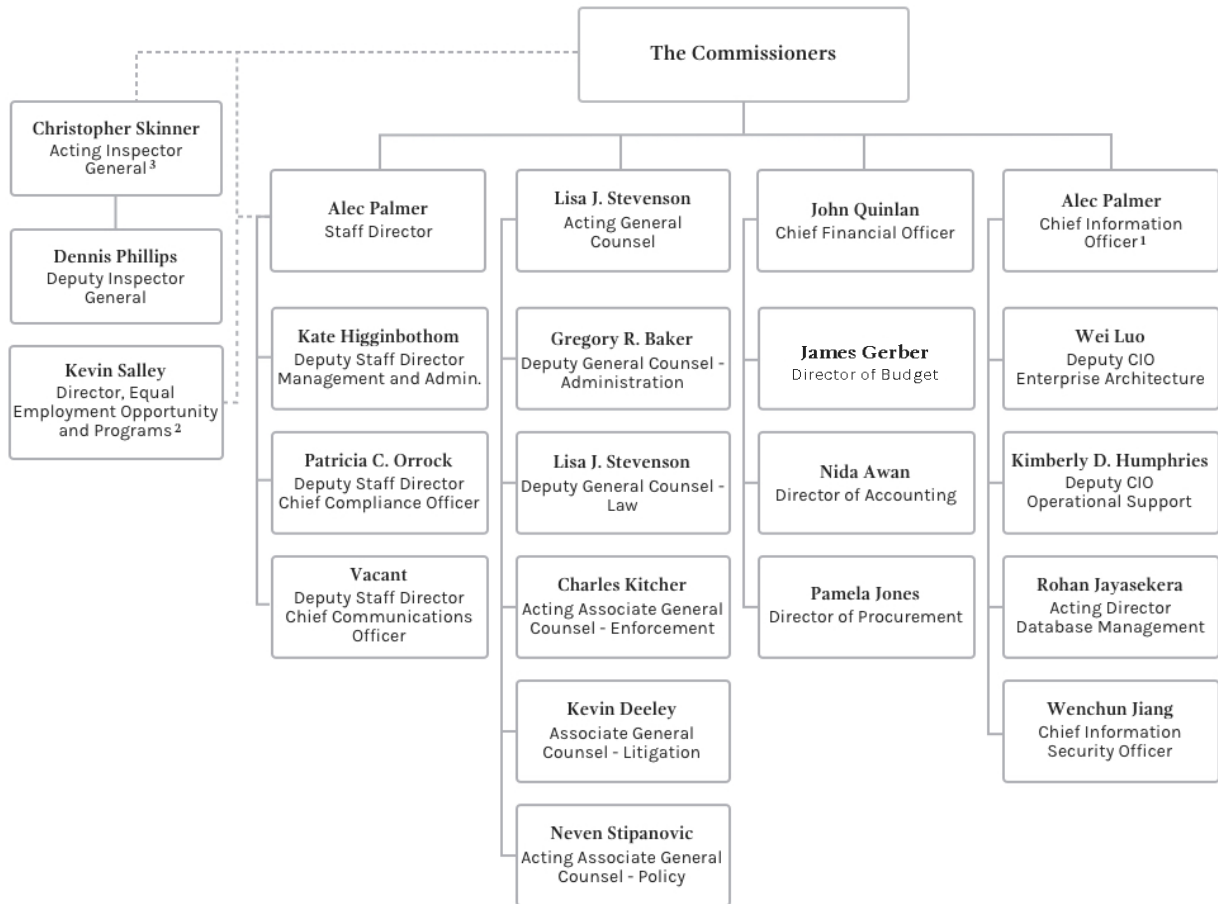 The Commissioners
Christopher Skinner
Acting Inspector
General³
Dennis Phillips
Deputy Inspector
General
Kevin Salley
Director, Equal
Employment Opportunity
and Programs²
Alec Palmer
Staff Director
Kate Higginbothom
Deputy Staff Director
Management and Admin.
Patricia C. Orrock
Deputy Staff Director
Chief Compliance Officer
Vacant
Deputy Staff Director
Chief Communications
Officer
Lisa J. Stevenson
Acting General
Counsel
Gregory R. Baker
Deputy General Counsel -
Administration
Lisa J. Stevenson
Deputy General Counsel -
Law
Charles Kitcher
Acting Associate General
Counsel - Enforcement
Kevin Deeley
Associate General
Counsel - Litigation
Neven Stipanovic
Acting Associate General
Counsel - Policy
John Quinlan
Chief Financial Officer
James Gerber
Director of Budget
Nida Awan
Director of Accounting
Pamela Jones
Director of Procurement
Alec Palmer
Chief Information
Officer¹
Wei Luo
Deputy CIO
Enterprise Architecture
Kimberly D. Humphries
Deputy CIO
Operational Support
Rohan Jayasekera
Acting Director
Database Management
Wenchun Jiang
Chief Information
Security Officer